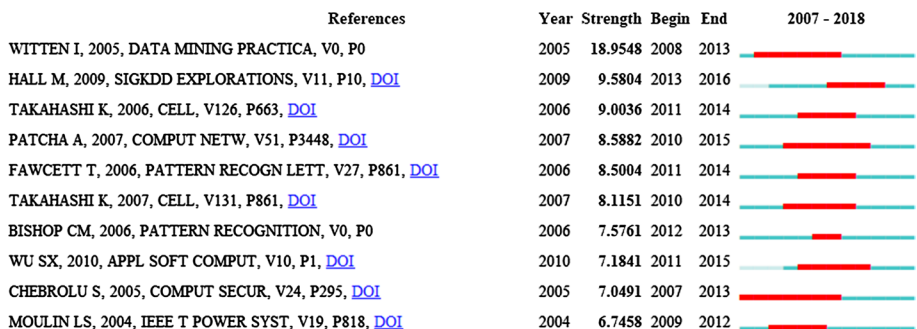 References Year Strength Begin End 2007 - 2018
WITTEN I, 2005, DATA MINING PRACTICA, V0, P0 2005 18.9548 2008 2013
HALL M, 2009, SIGKDD EXPLORATIONS, V11, P10, DOI 2009 9.5804 2013 2016
TAKAHASHI K, 2006, CELL, V126, P663, DOI 2006 9.0036 2011 2014
PATCHA A, 2007, COMPUT NETW, V51, P3448, DOI 2007 8.5882 2010 2015
FAWCETT T, 2006, PATTERN RECOGN LETT, V27, P861, DOI 2006 8.5004 2011 2014
TAKAHASHI K, 2007, CELL, V131, P861, DOI 2007 8.1151 2010 2014
BISHOP CM, 2006, PATTERN RECOGNITION, V0, P0 2006 7.5761 2012 2013
WU SX, 2010, APPL SOFT COMPUT, V10, P1, DOI 2010 7.1841 2011 2015
CHEBROLU S, 2005, COMPUT SECUR, V24, P295, DOI 2005 7.0491 2007 2013
MOULIN LS, 2004, IEEE T POWER SYST, V19, P818, DOI 2004 6.7458 2009 2012